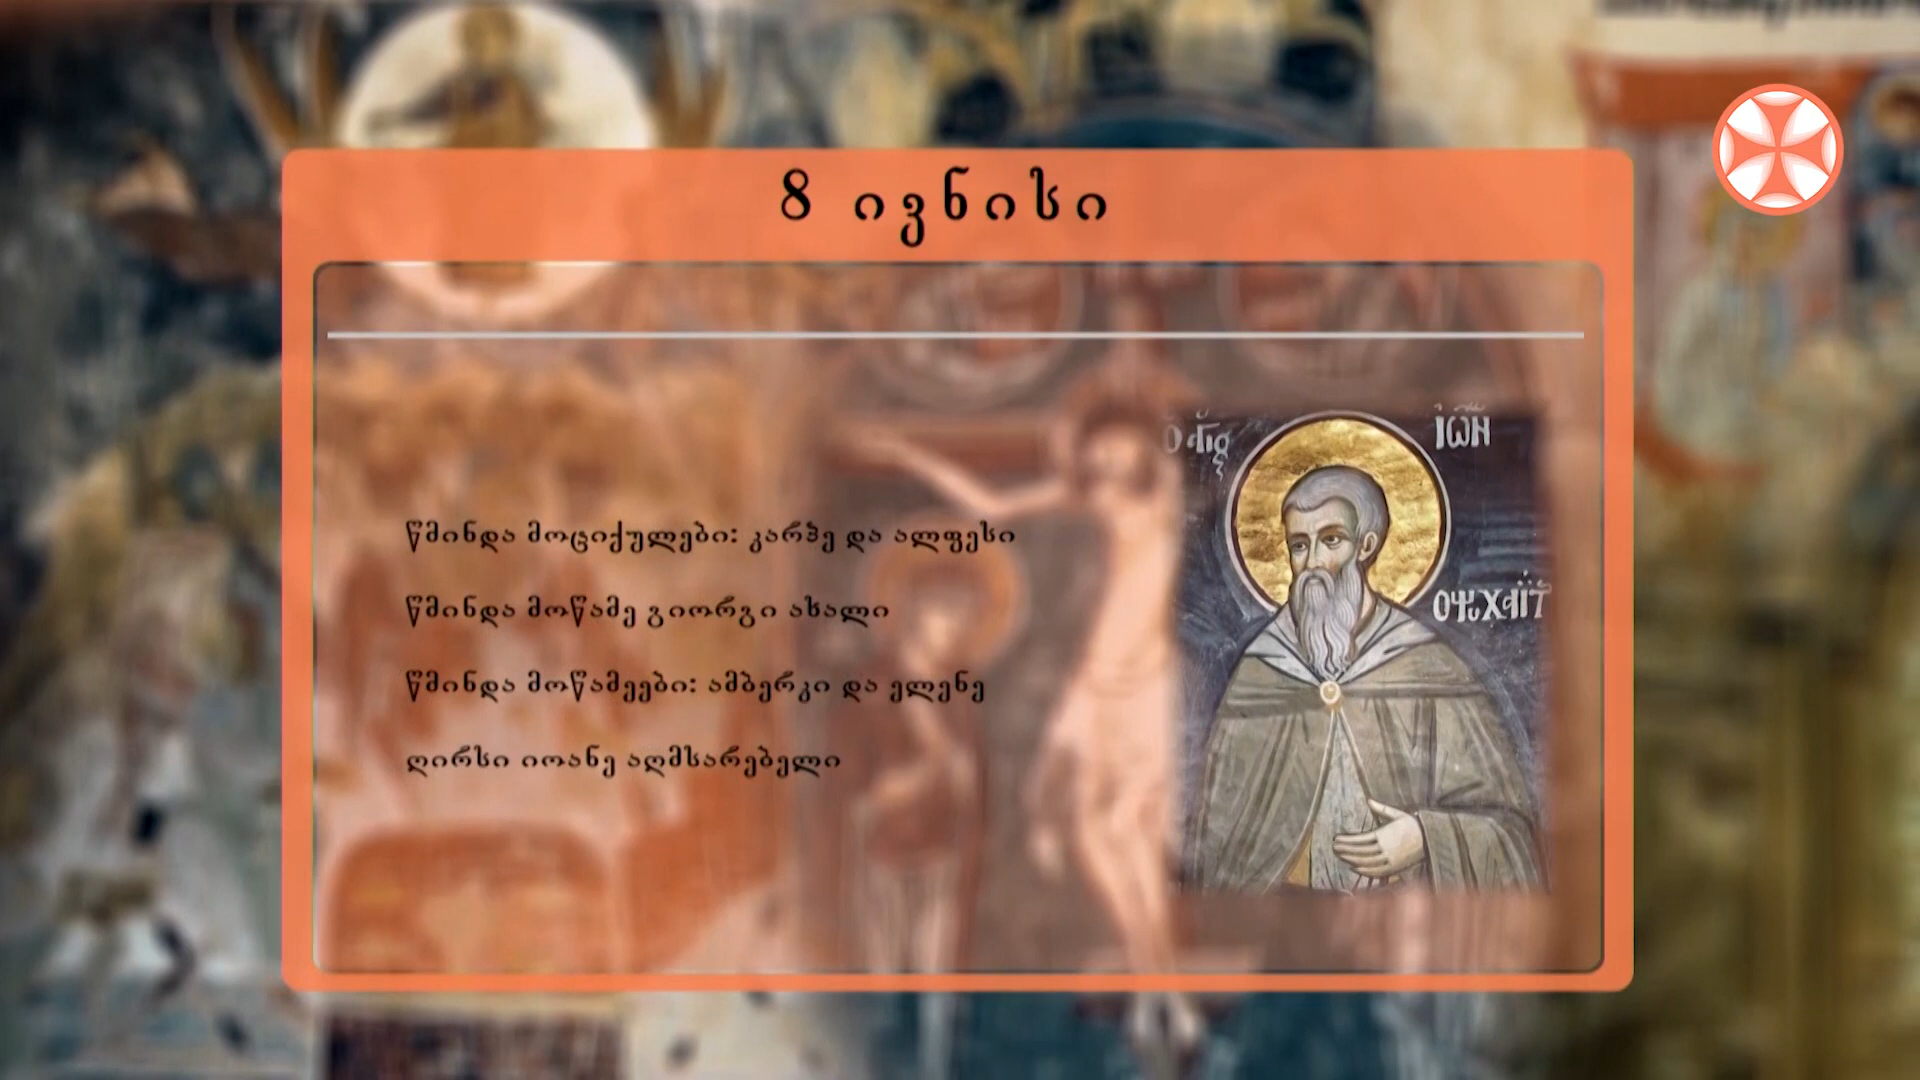 8 ივნისი
წმინდა მოციქულები: კარპე და ალფესი
წმინდა მოწამე გიორგი ახალი
წმინდა მოწამეები: ამბერკი და ელენე
ღირსი იოანე აღმსარებელი